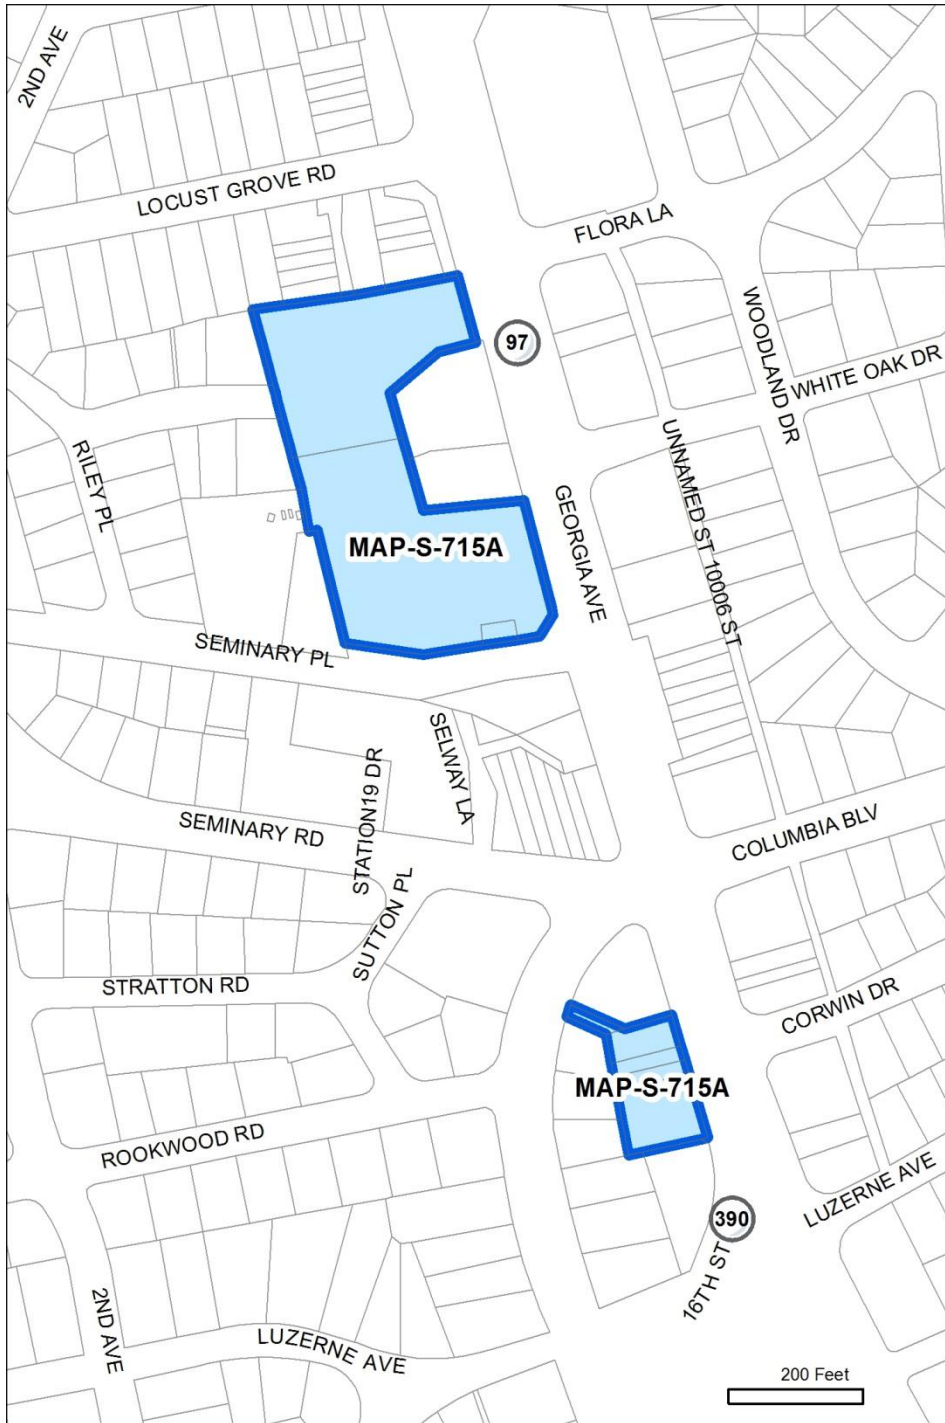 2ND AVE
LOCUST GROVE RD
FLORA LA
97
WOODLAND DR
WHITE OAK DR
RILEY PL
UNNAMED ST 10006 ST
GEORGIA AVE
MAP-S-715A
SEMINARY PL
SELWAY LA
STATION19 DR
SEMINARY RD
COLUMBIA BLV
SUTTON PL
STRATTON RD
CORWIN DR
MAP-S-715A
ROOKWOOD RD
LUZERNE AVE
390
16TH ST
2ND AVE
LUZERNE AVE
200 Feet